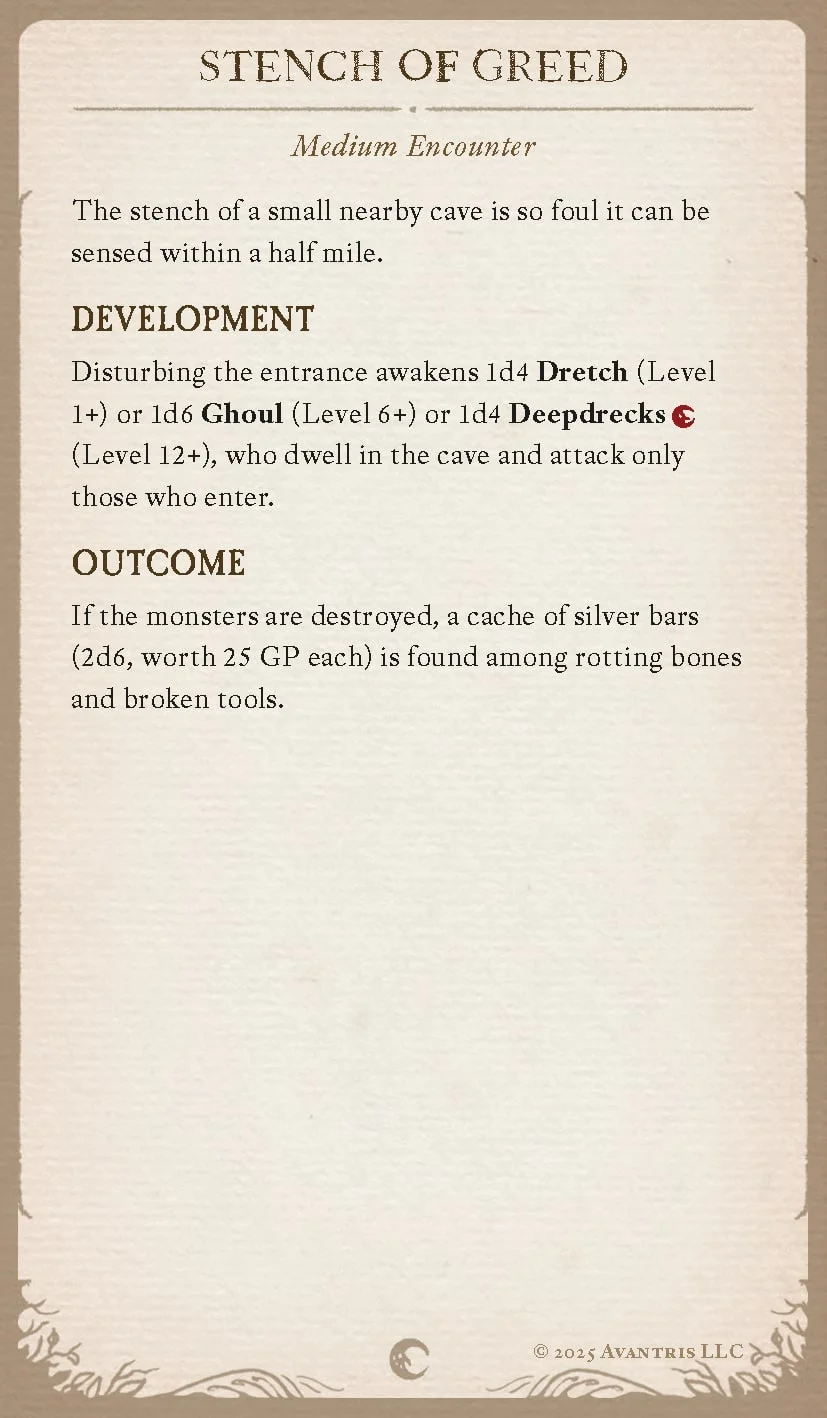 STENCH OF GREED
Medium Encounter
The stench of a small nearby cave is so foul it can be
sensed within a half mile.
DEVELOPMENT
Disturbing the entrance awakens 1d4 Dretch (Level
1+) or 1d6 Ghoul (Level 6+) or 1d4 Deepdrecks
(Level 12+), who dwell in the cave and attack only
those who enter.
OUTCOME
If the monsters are destroyed, a cache of silver bars
(2d6, worth 25 GP each) is found among rotting bones
and broken tools.
© 2025 AVANTRIS LLC